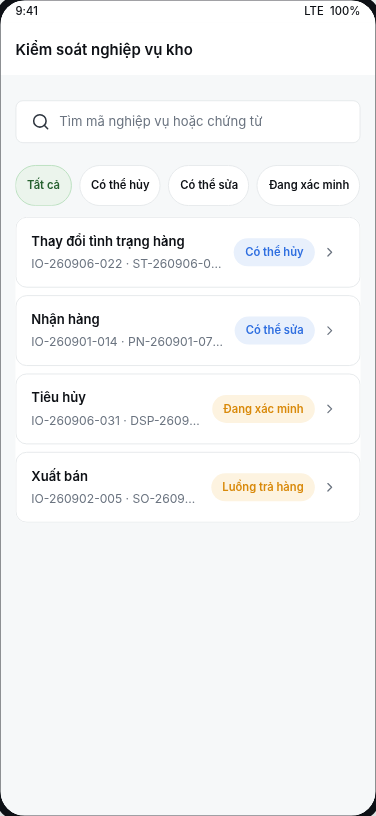 9:41
LTE 100%
Kiểm soát nghiệp vụ kho
Tìm mã nghiệp vụ hoặc chứng từ
Tất cả
Có thể hủy
Có thể sửa
Đang xác minh
Thay đổi tình trạng hàng
IO-260906-022 · ST-260906-0...
Có thể hủy
Nhận hàng
IO-260901-014 · PN-260901-07...
Có thể sửa
Tiêu hủy
IO-260906-031 · DSP-2609...
Đang xác minh
Xuất bán
IO-260902-005 · SO-2609...
Luồng trả hàng